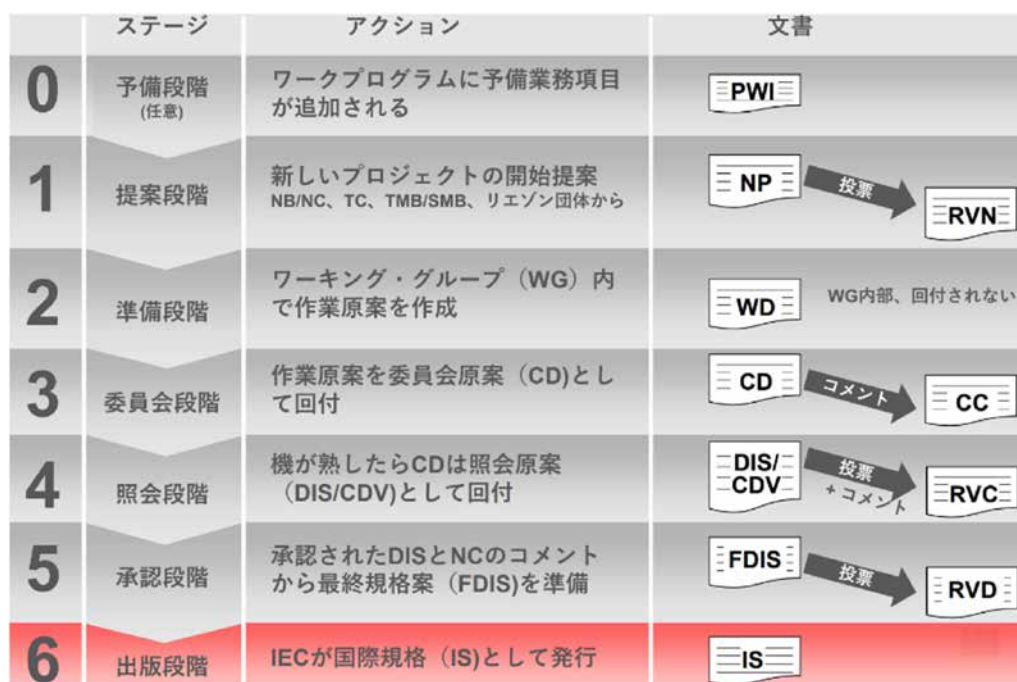 ステージ アクション 文書
0 予備段階
(任意)
ワークプログラムに予備業務項目
が追加される
PWI
1 提案段階
新しいプロジェクトの開始提案
NB/NC、TC、TMB/SMB、リエゾン団体から
NP 投票 RVN
2 準備段階
ワーキング・グループ（WG）内
で作業原案を作成
WD WG内部、回付されない
3 委員会段階
作業原案を委員会原案（CD)とし
て回付
CD コメント CC
4 照会段階
機が熟したらCDは照会原案
（DIS/CDV)として回付
DIS/
CDV
投票
+ コメント
RVC
5 承認段階
承認されたDISとNCのコメント
から最終規格案（FDIS)を準備
FDIS 投票 RVD
6 出版段階
IECが国際規格（IS)として発行
IS